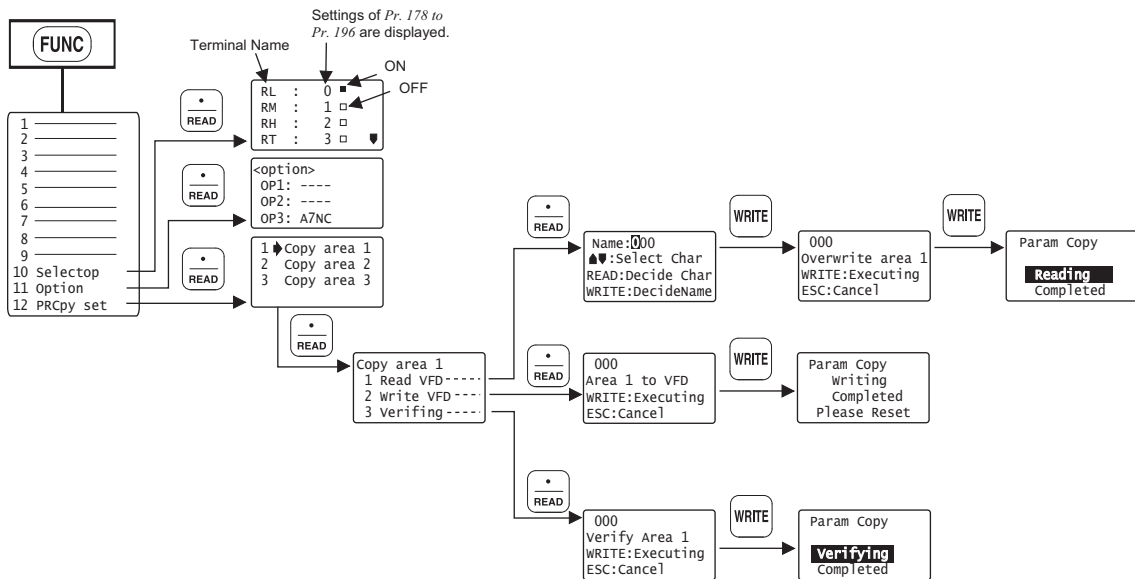 FUNC
1
2
3
4
5
6
7
8
9
10 Selectop
11 Option
12 PRCpy set
•
READ
Terminal Name
Settings of Pr. 178 to
Pr. 196 are displayed.
ON
OFF
RL : 0
RM : 1
RH : 2
RT : 3
•
READ
<option>
OP1: ----
OP2: ----
OP3: A7NC
•
READ
1 Copy area 1
2 Copy area 2
3 Copy area 3
•
READ
Copy area 1
1 Read VFD-----
2 Write VFD----
3 Verifing-----
•
READ
Name:000
:Select Char
READ:Decide Char
WRITE:DecideName
WRITE
000
Overwrite area 1
WRITE:Executing
ESC:Cancel
WRITE
Param Copy
Reading
Completed
•
READ
000
Area 1 to VFD
WRITE:Executing
ESC:Cancel
WRITE
Param Copy
Writing
Completed
Please Reset
•
READ
000
Verify Area 1
WRITE:Executing
ESC:Cancel
WRITE
Param Copy
Verifying
Completed